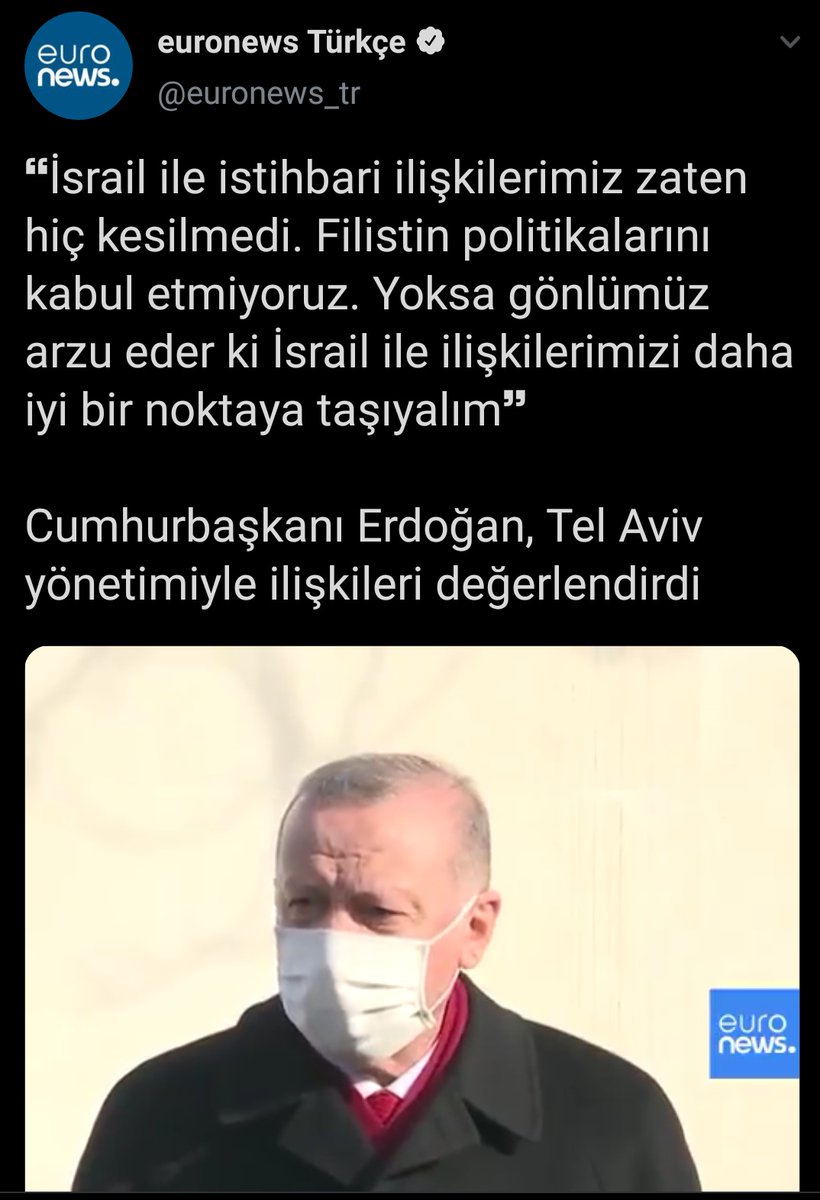 euro
news.
euronews Türkçe
@euronews_tr
“İsrail ile istihbari ilişkilerimiz zaten
hiç kesilmedi. Filistin politikalarını
kabul etmiyoruz. Yoksa gönlümüz
arzu eder ki İsrail ile ilişkilerimizi daha
iyi bir noktaya taşıyalım”
Cumhurbaşkanı Erdoğan, Tel Aviv
yönetimiyle ilişkileri değerlendirdi
euro
news.